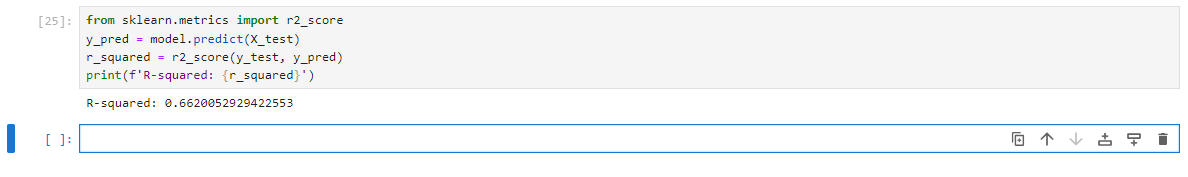 [25]: from sklearn.metrics import r2_score
y_pred = model.predict(X_test)
r_squared = r2_score(y_test, y_pred)
print(f'R-squared: {r_squared}')
R-squared: 0.6620052929422553
[ ]: